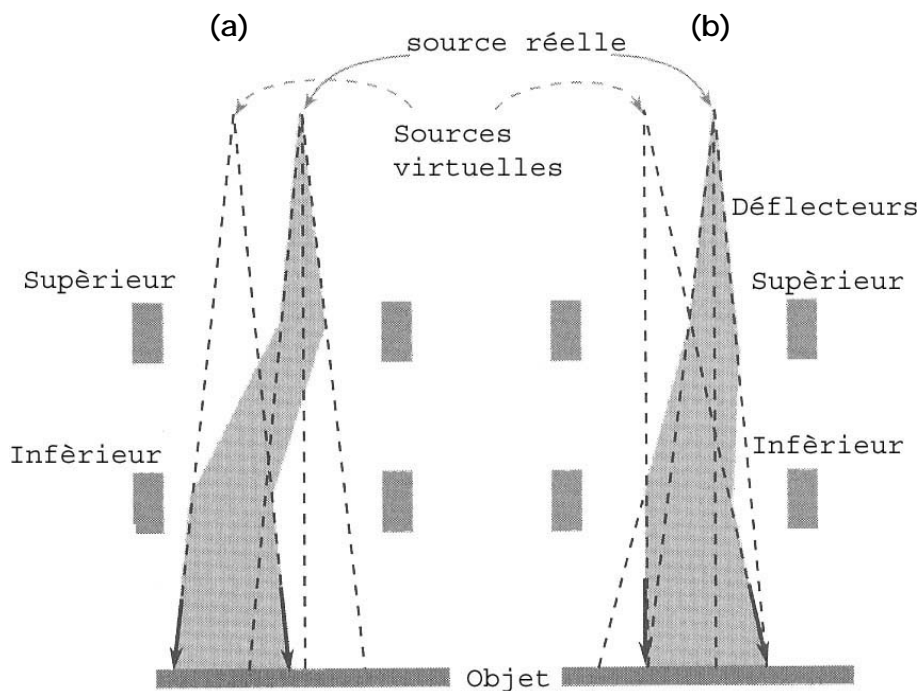 (a)
(b)
source réelle
Sources
virtuelles
Déflecteurs
Supèrieur
Supèrieur
Infèrieur
Infèrieur
Objet